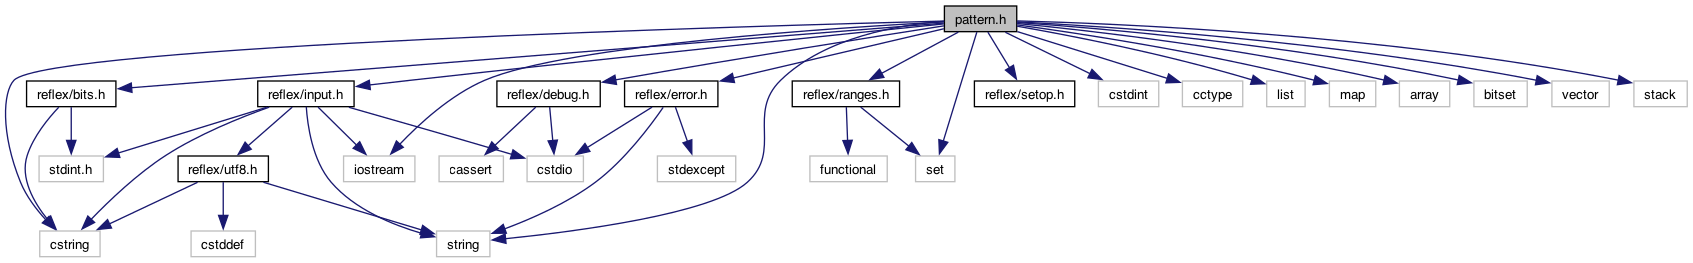 pattern.h
reflex/bits.h
reflex/input.h
reflex/debug.h
reflex/error.h
reflex/ranges.h
reflex/setop.h
cstdint
cctype
list
map
array
bitset
vector
stack
stdint.h
reflex/utf8.h
iostream
cassert
cstdio
stdexcept
functional
set
cstring
cstddef
string